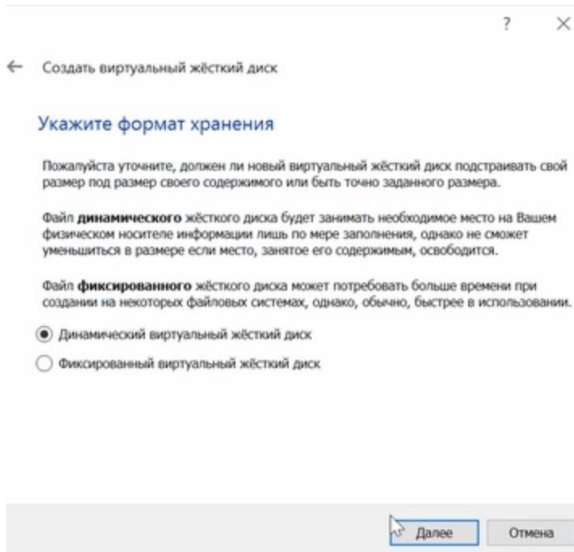 ?
Создать виртуальный жёсткий диск
Укажите формат хранения
Пожалуйста уточните, должен ли новый виртуальный жёсткий диск подстраивать свой
размер под размер своего содержимого или быть точно заданного размера.
Файл динамического жёсткого диска будет занимать необходимое место на Вашем
физическом носителе информации лишь по мере заполнения, однако не сможет
уменьшиться в размере если место, занятое его содержимым, освободится.
Файл фиксированного жёсткого диска может потребовать больше времени при
создании на некоторых файловых системах, однако, обычно, быстрее в использовании.
Динамический виртуальный жёсткий диск
Фиксированный виртуальный жёсткий диск
Далее Отмена